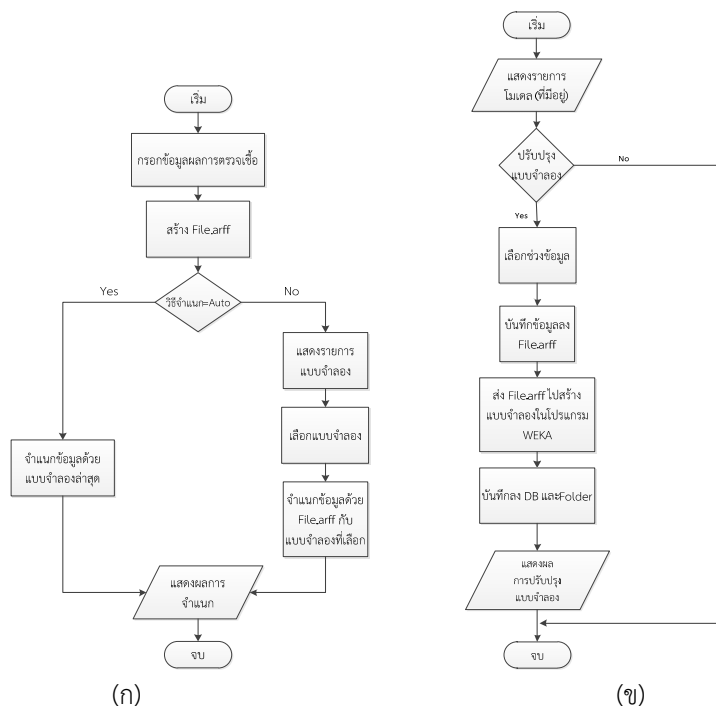 เริ่ม
กรอกข้อมูลผลการตรวจเชื้อ
สร้าง File.arff
วิธีจำแนก=Auto
Yes
No
แสดงรายการ
แบบจำลอง
เลือกแบบจำลอง
จำแนกข้อมูลด้วย
แบบจำลองล่าสุด
จำแนกข้อมูลด้วย
File.arff กับ
แบบจำลองที่เลือก
แสดงผลการ
จำแนก
จบ
(ก)
เริ่ม
แสดงรายการ
โมเดล(ที่มีอยู่)
ปรับปรุง
แบบจำลอง
No
Yes
เลือกช่วงข้อมูล
บันทึกข้อมูลลง
File.arff
ส่ง File.arff ไปสร้าง
แบบจำลองในโปรแกรม
WEKA
บันทึกลง DB และFolder
แสดงผล
การปรับปรุง
แบบจำลอง
จบ
(ข)